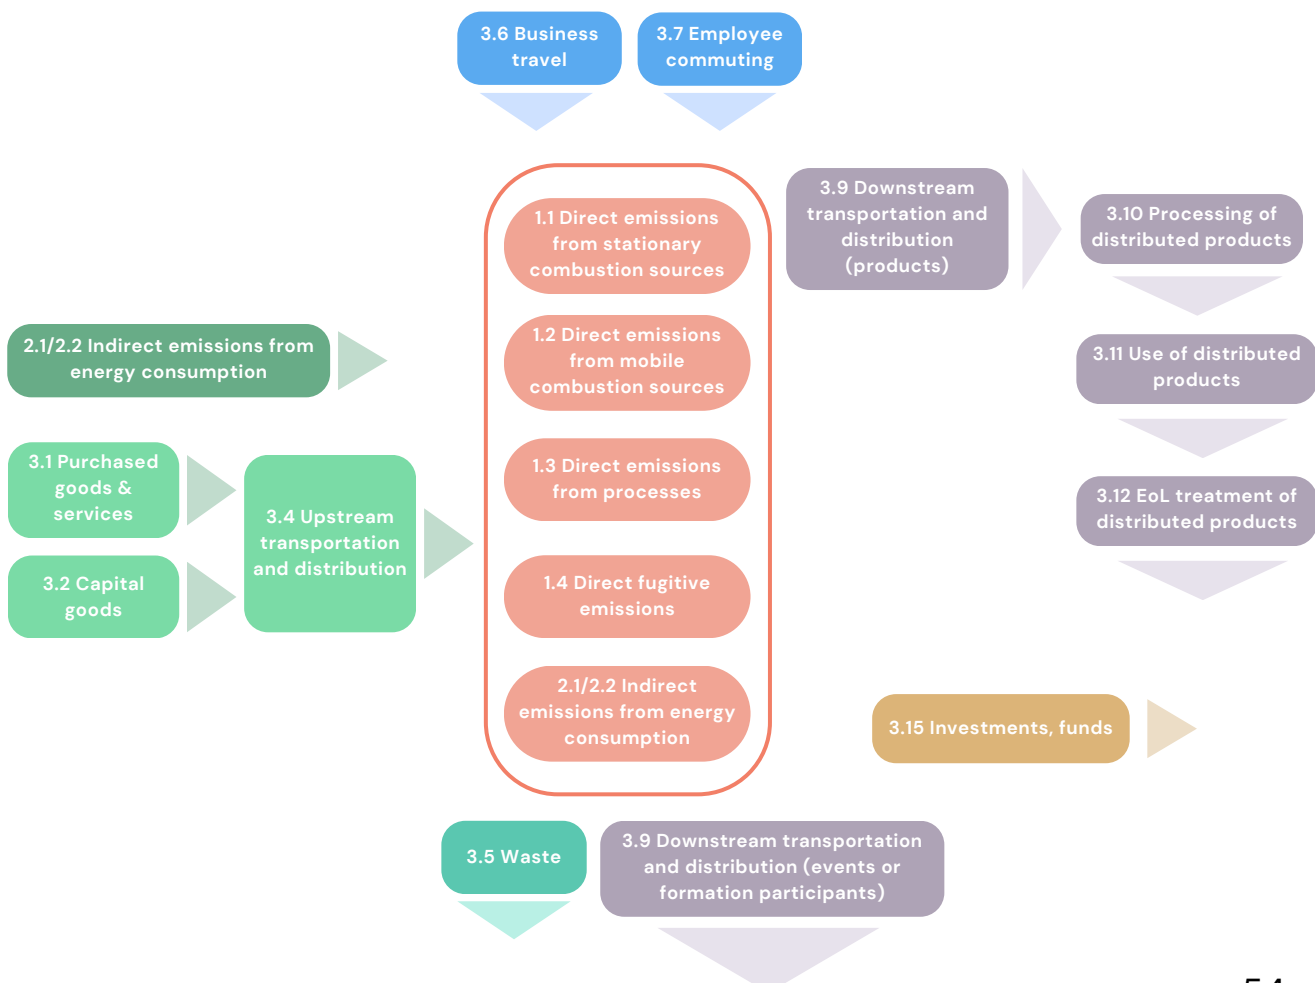 3.6 Business
travel
3.7 Employee
commuting
1.1 Direct emissions
from stationary
combustion sources
3.9 Downstream
transportation and
distribution
(products)
3.10 Processing of
distributed products
2.1/2.2 Indirect emissions from
energy consumption
1.2 Direct emissions
from mobile
combustion sources
3.11 Use of distributed
products
3.1 Purchased
goods &
services
3.2 Capital
goods
3.4 Upstream
transportation
and distribution
1.3 Direct emissions
from processes
3.12 EoL treatment of
distributed products
1.4 Direct fugitive
emissions
2.1/2.2 Indirect
emissions from energy
consumption
3.15 Investments, funds
3.5 Waste
3.9 Downstream transportation
and distribution (events or
formation participants)